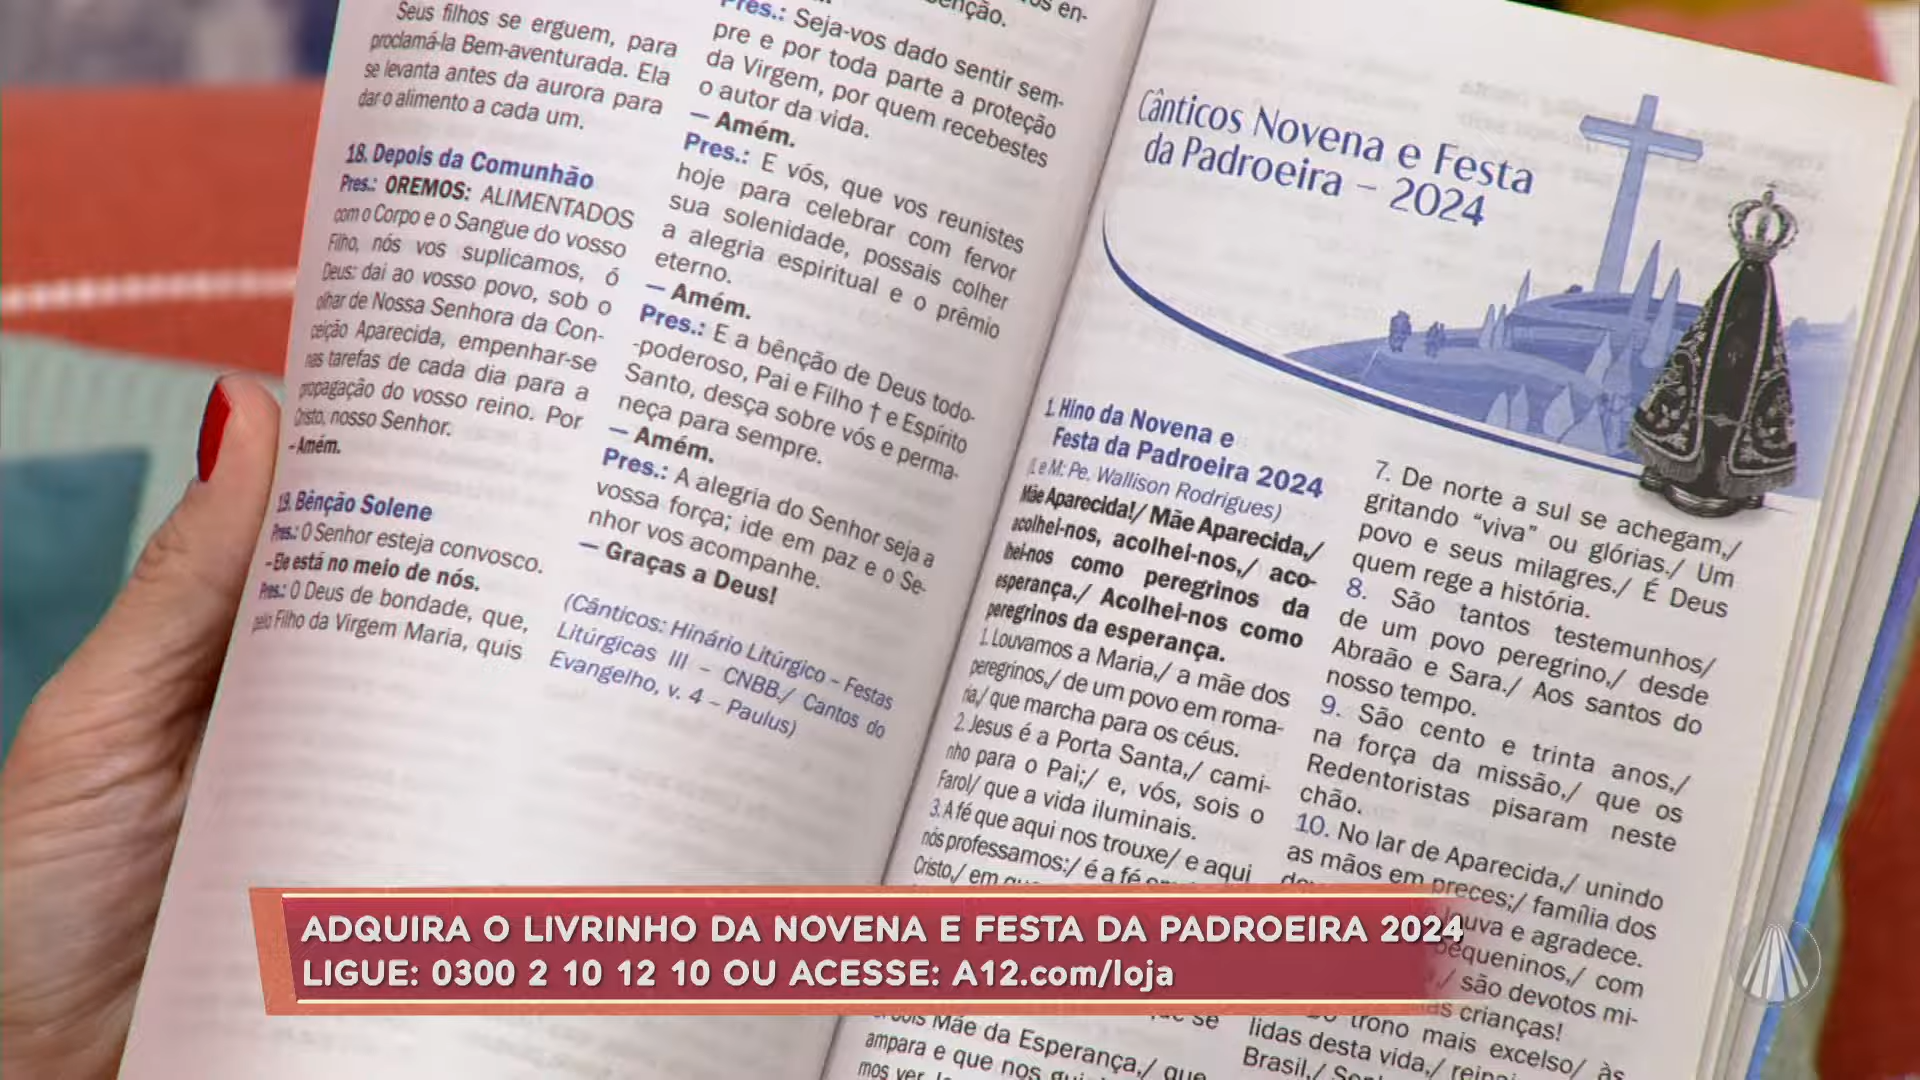 Seus filhos se erguem, para
proclamá-la Bem-aventurada. Ela
se levanta antes da aurora para
dar o alimento a cada um.
18. Depois da Comunhão
Pres.: OREMOS: ALIMENTADOS
com o Corpo e o Sangue do vosso
Filho, nós vos suplicamos, ó
Deus: dai ao vosso povo, sob o
olhar de Nossa Senhora da Con-
ceição Aparecida, empenhar-se
nas tarefas de cada dia para a
propagação do vosso reino. Por
Cristo, nosso Senhor.
- Amém.
19. Bênção Solene
Pres.: O Senhor esteja convosco.
- Ele está no meio de nós.
Pres.: O Deus de bondade, que,
pelo Filho da Virgem Maria, quis
os en-
Pres.: Seja-vos dado sentir sem-
pre e por toda parte a proteção
da Virgem, por quem recebestes
o autor da vida.
— Amém.
Pres.: E vós, que vos reunistes
hoje para celebrar com fervor
sua solenidade, possais colher
a alegria espiritual e o prêmio
eterno.
— Amém.
Pres.: E a bênção de Deus todo-
-poderoso, Pai e Filho † e Espírito
Santo, desça sobre vós e perma-
neça para sempre.
— Amém.
Pres.: A alegria do Senhor seja a
vossa força; ide em paz e o Se-
nhor vos acompanhe.
— Graças a Deus!
(Cânticos: Hinário Litúrgico - Festas
Litúrgicas III – CNBB./ Cantos do
Evangelho, v. 4 – Paulus)
Cânticos Novena e Festa
da Padroeira – 2024
1. Hino da Novena e
Festa da Padroeira 2024
(L e M: Pe. Wallison Rodrigues)
Mãe Aparecida!/ Mãe Aparecida,/
acolhei-nos, acolhei-nos,/ aco-
lhei-nos como peregrinos da
esperança./ Acolhei-nos como
peregrinos da esperança.
1. Louvamos a Maria,/ a mãe dos
peregrinos,/ de um povo em roma-
ria,/ que marcha para os céus.
2. Jesus é a Porta Santa,/ cami-
nho para o Pai;/ e, vós, sois o
Farol/ que a vida iluminais.
3. A fé que aqui nos trouxe/ e aqui
nós professamos:/ é a fé
Cristo,/ em
Mãe da Esperança,/ que
ampara e que nos
mos ver
7. De norte a sul se achegam,/
gritando “viva” ou glórias./ Um
povo e seus milagres./ É Deus
quem rege a história.
8. São tantos testemunhos/
de um povo peregrino,/ desde
Abraão e Sara./ Aos santos do
nosso tempo.
9. São cento e trinta anos,/
na força da missão,/ que os
Redentoristas pisaram neste
chão.
10. No lar de Aparecida,/ unindo
as mãos em preces;/ família dos
louva e agradece.
pequeninos,/ com
,/ são devotos mi-
as crianças!
trono mais excelso/ às
lidas desta vida,/
Brasil,/
ADQUIRA O LIVRINHO DA NOVENA E FESTA DA PADROEIRA 2024
LIGUE: 0300 2 10 12 10 OU ACESSE: A12.com/loja